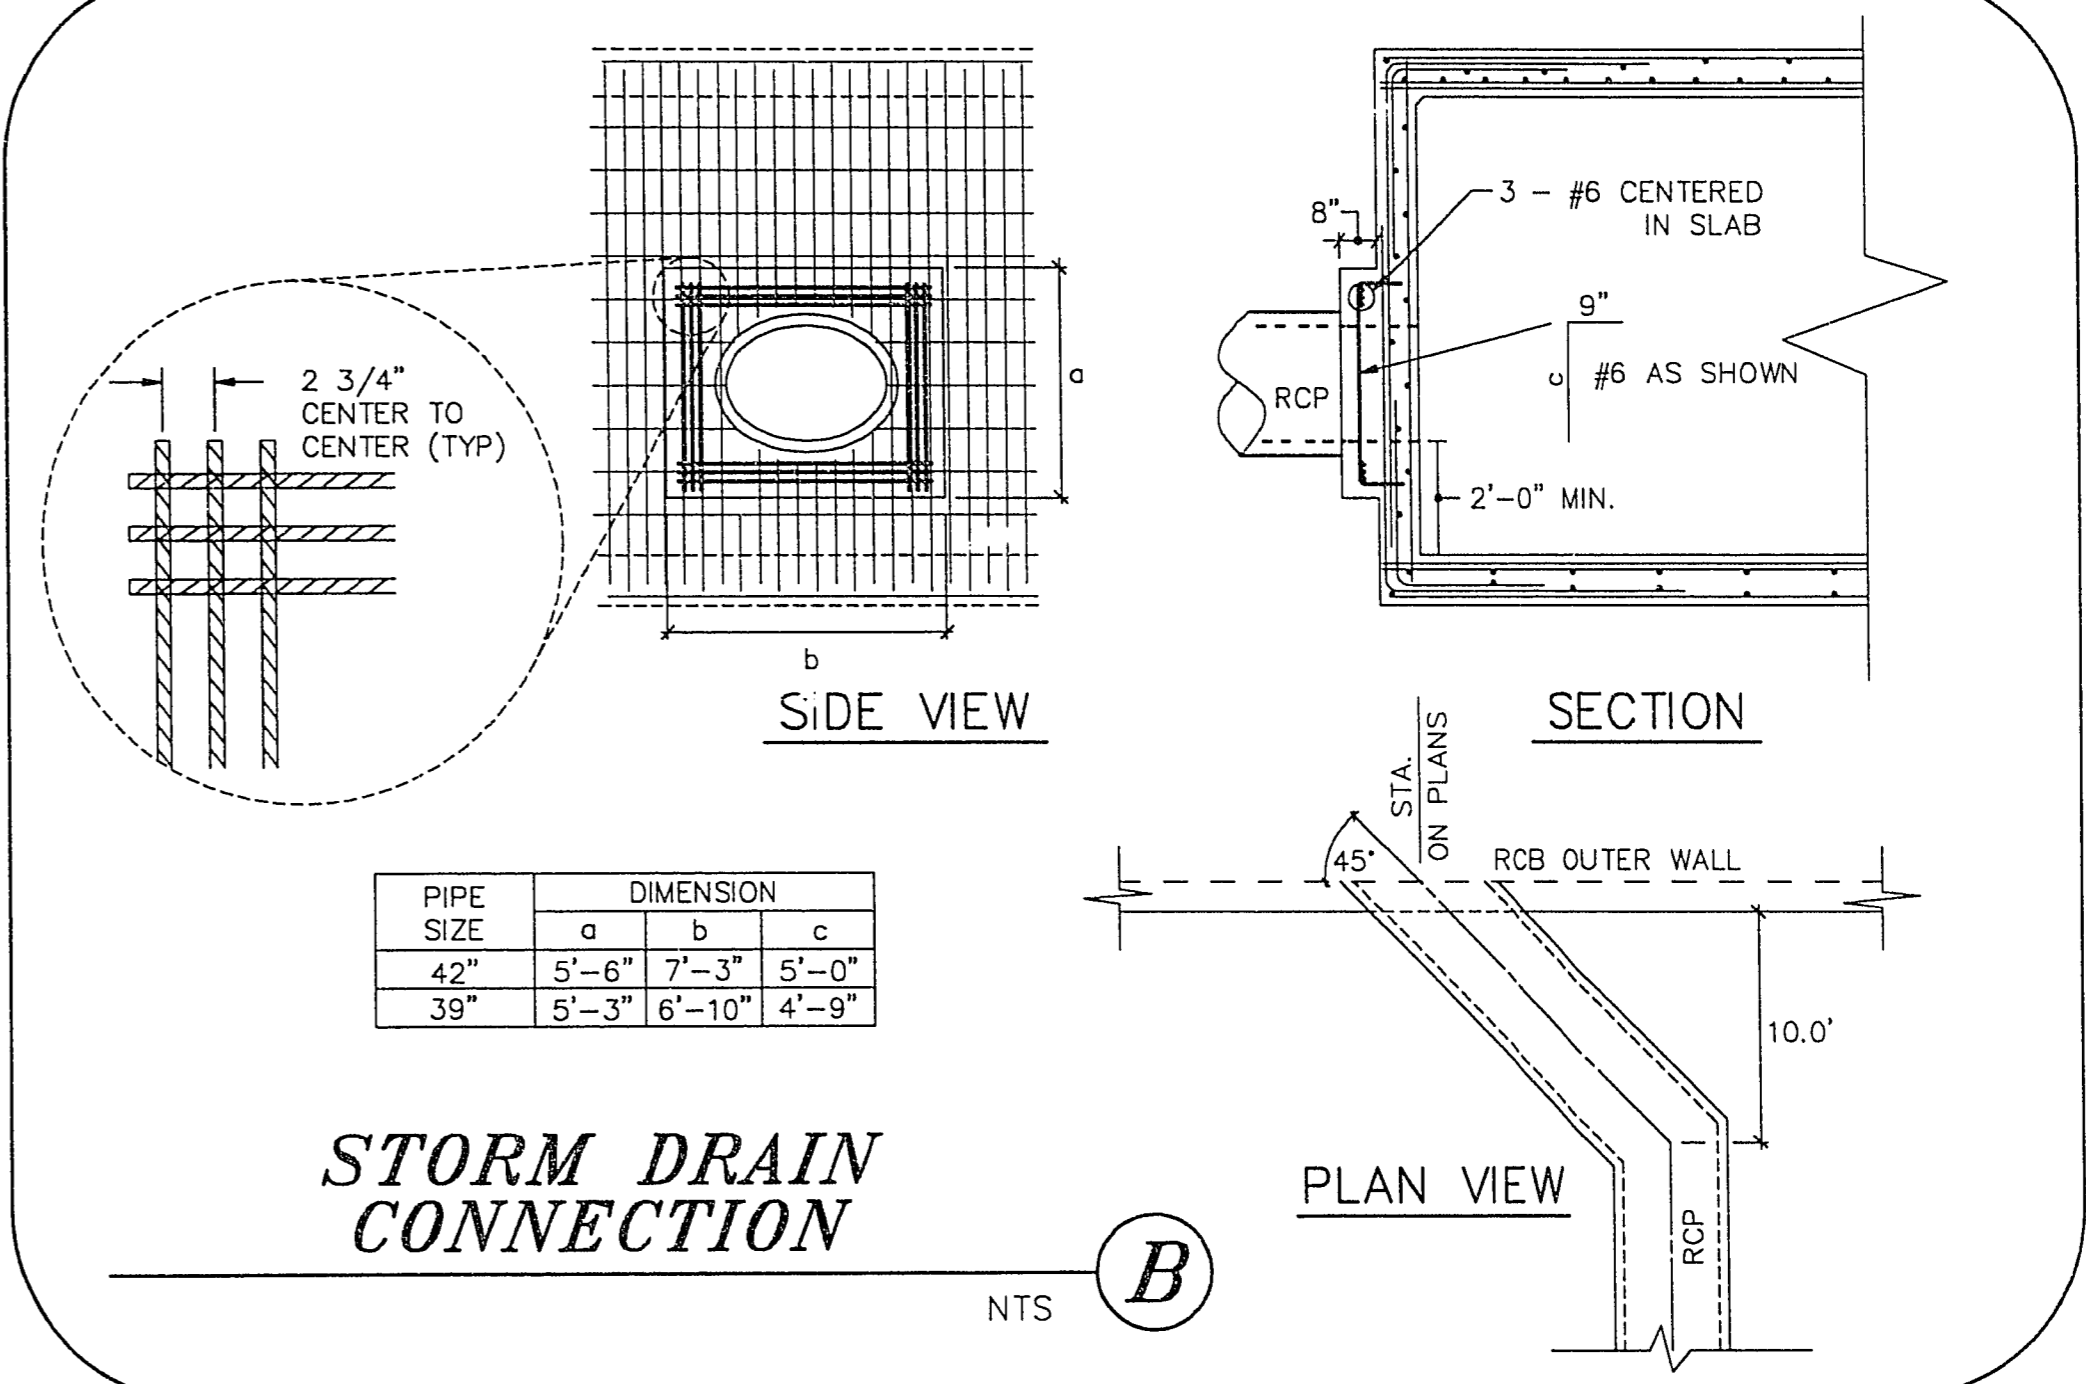 3 - #6 CENTERED
IN SLAB
8"
9"
c
#6 AS SHOWN
RCP
2'-0" MIN.
a
b
2 3/4"
CENTER TO
CENTER (TYP)
SIDE VIEW
SECTION
STA.
ON PLANS
45°
RCB OUTER WALL
10.0'
RCP
PLAN VIEW
PIPE SIZE DIMENSION
a b c
42" 5'-6" 7'-3" 5'-0"
39" 5'-3" 6'-10" 4'-9"
STORM DRAIN
CONNECTION
B
NTS